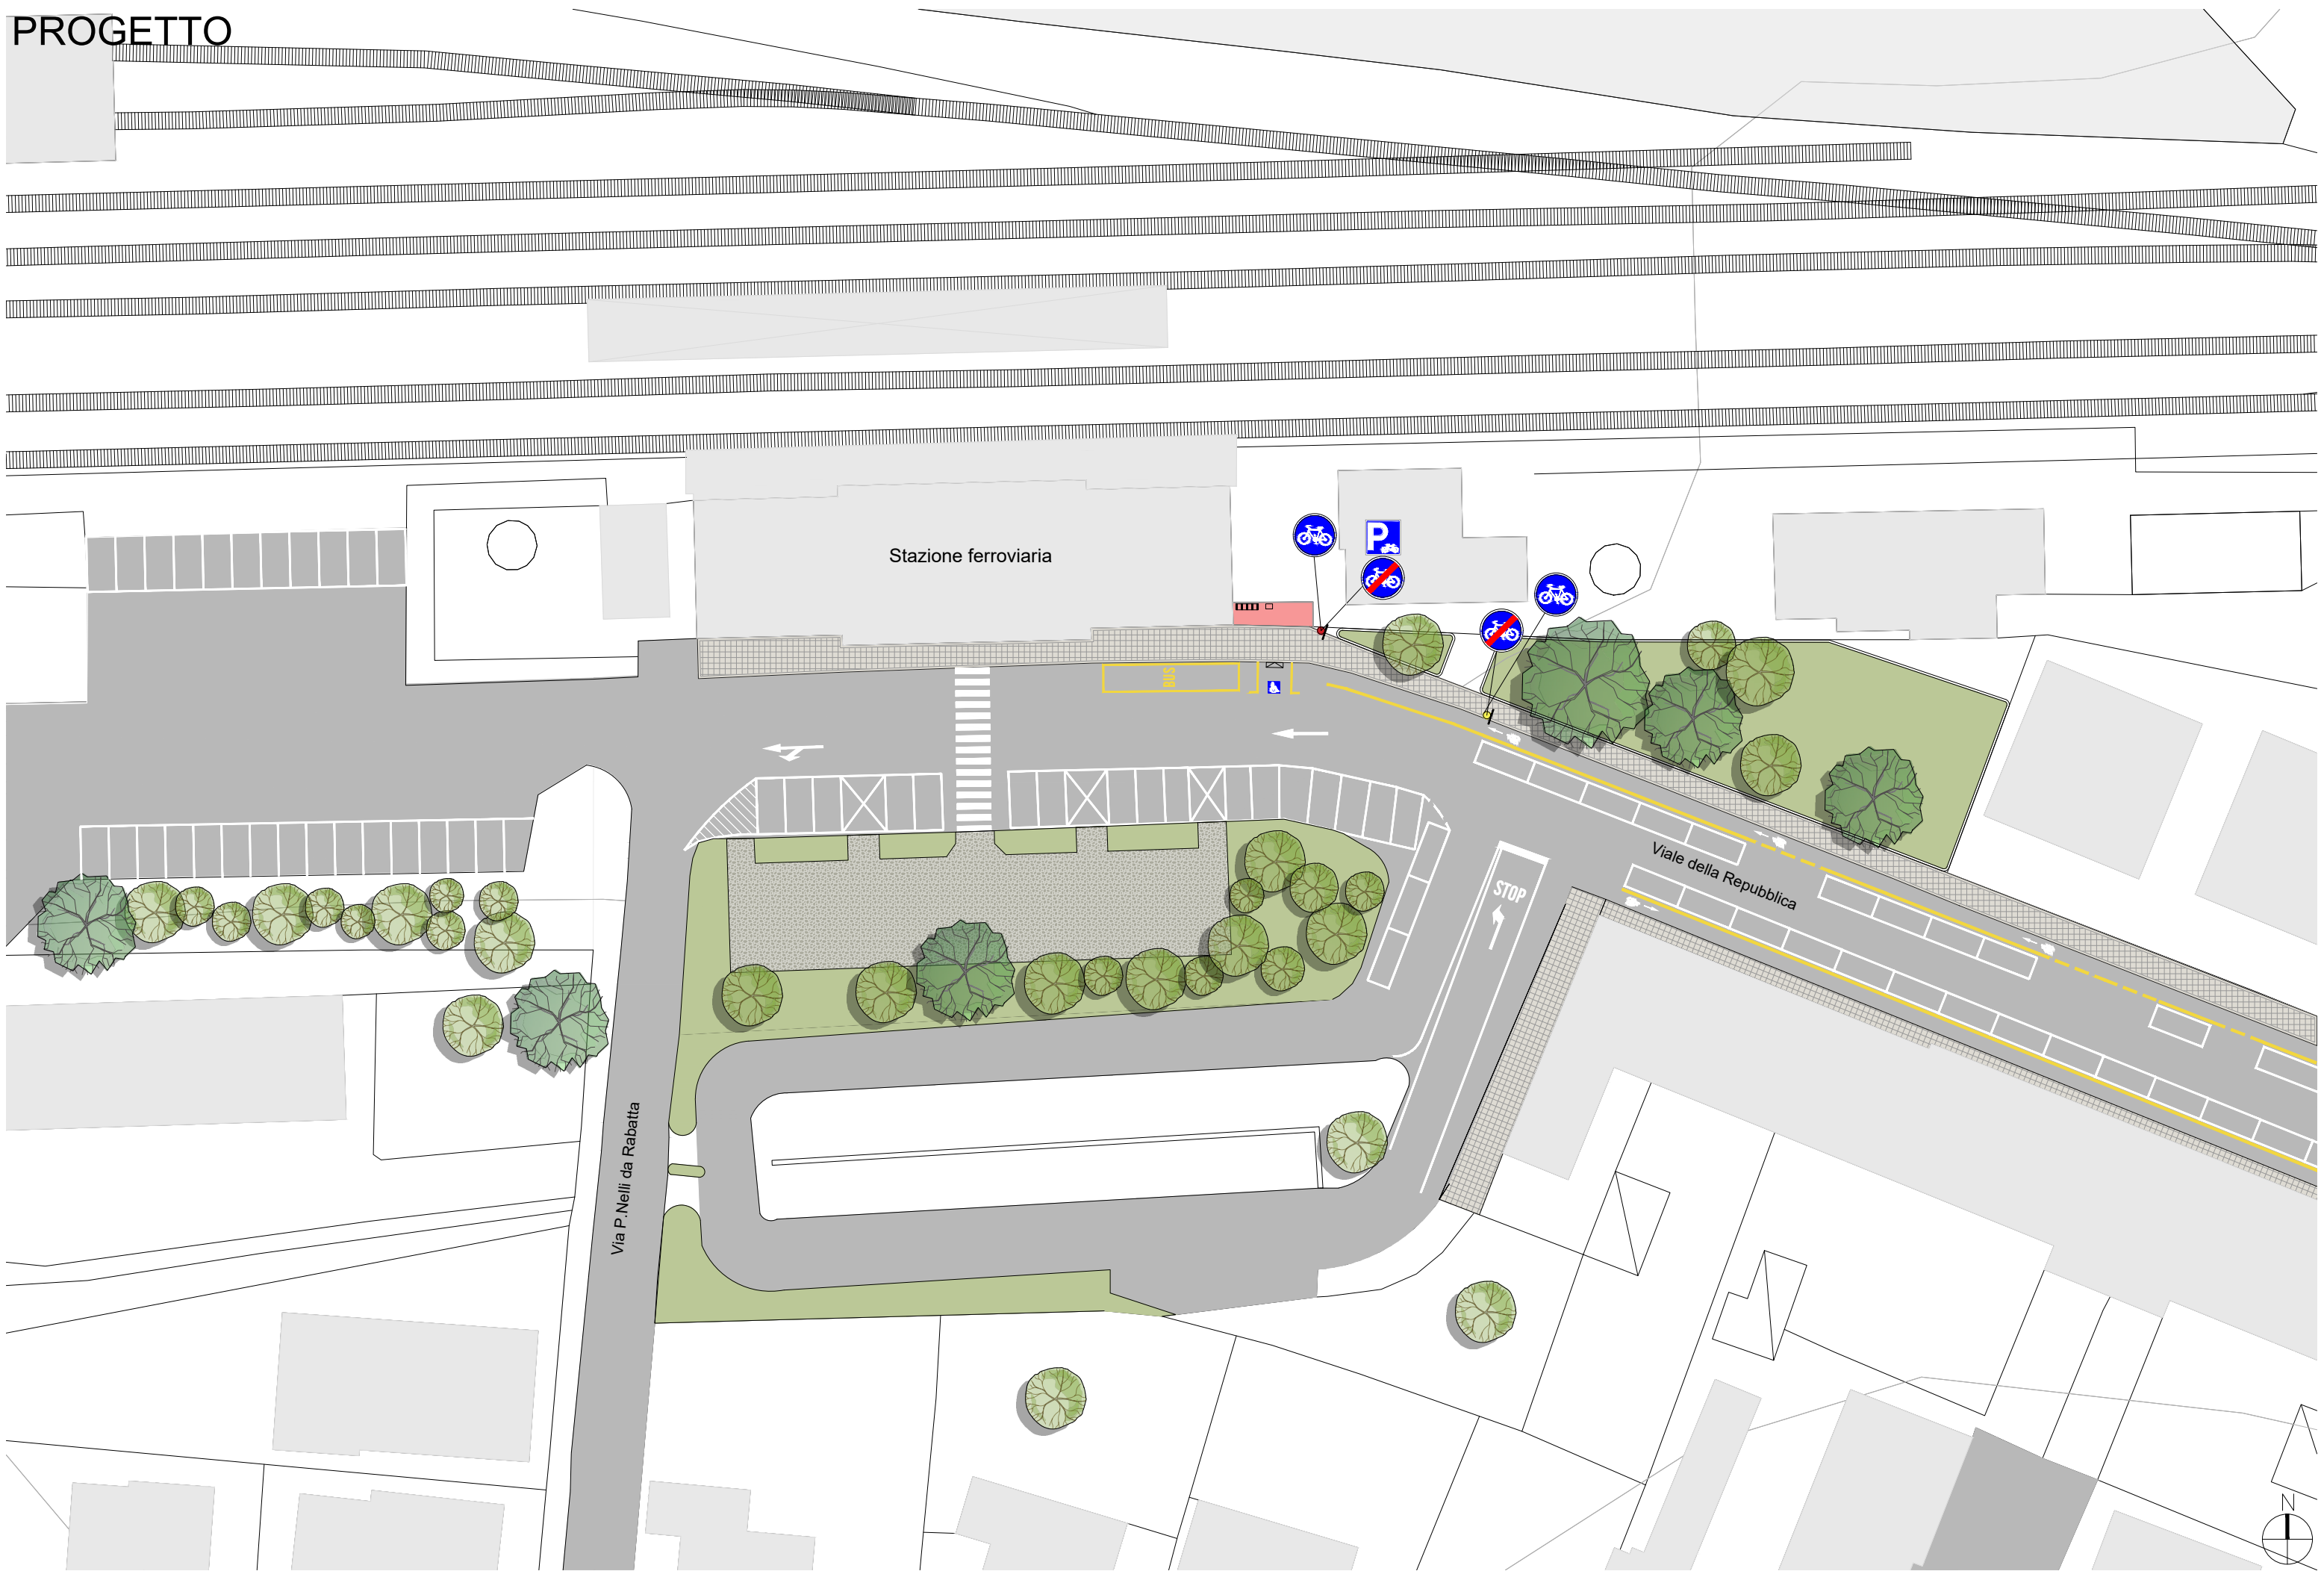 PROGETTO
Stazione ferroviaria
P
BUS
STOP
Viale della Repubblica
Via P.Nelli da Rabatta
N